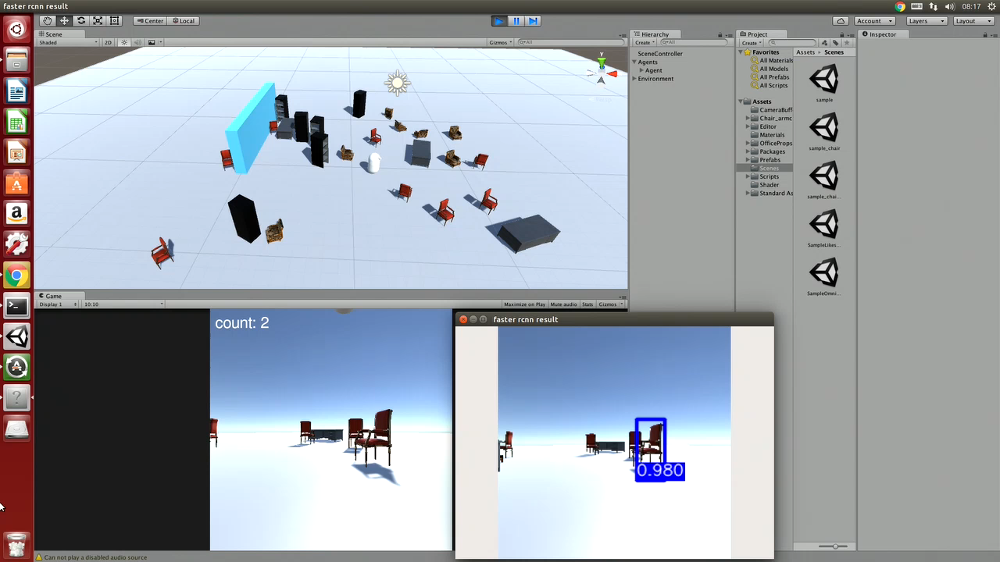 faster rcnn result
08:17
Center
Local
Account
Layers
Layout
Scene
Shaded
2D
Gizmos
All
y
Hierarchy
Create
All
SceneController
Agents
Agent
Environment
Project
Create
Favorites
All Materials
All Models
All Prefabs
All Scripts
Assets
CameraBuff
Chair_armc
Editor
Materials
OfficeProps
Packages
Prefabs
Scenes
Scripts
Shader
Standard As
Assets
Scenes
sample
sample_chair
sample_chai...
SampleLikes...
SampleOmni...
Inspector
Game
Display 1
10:10
Maximize on Play
Mute audio
Stats
Gizmos
count: 2
faster rcnn result
0.980
Can not play a disabled audio source